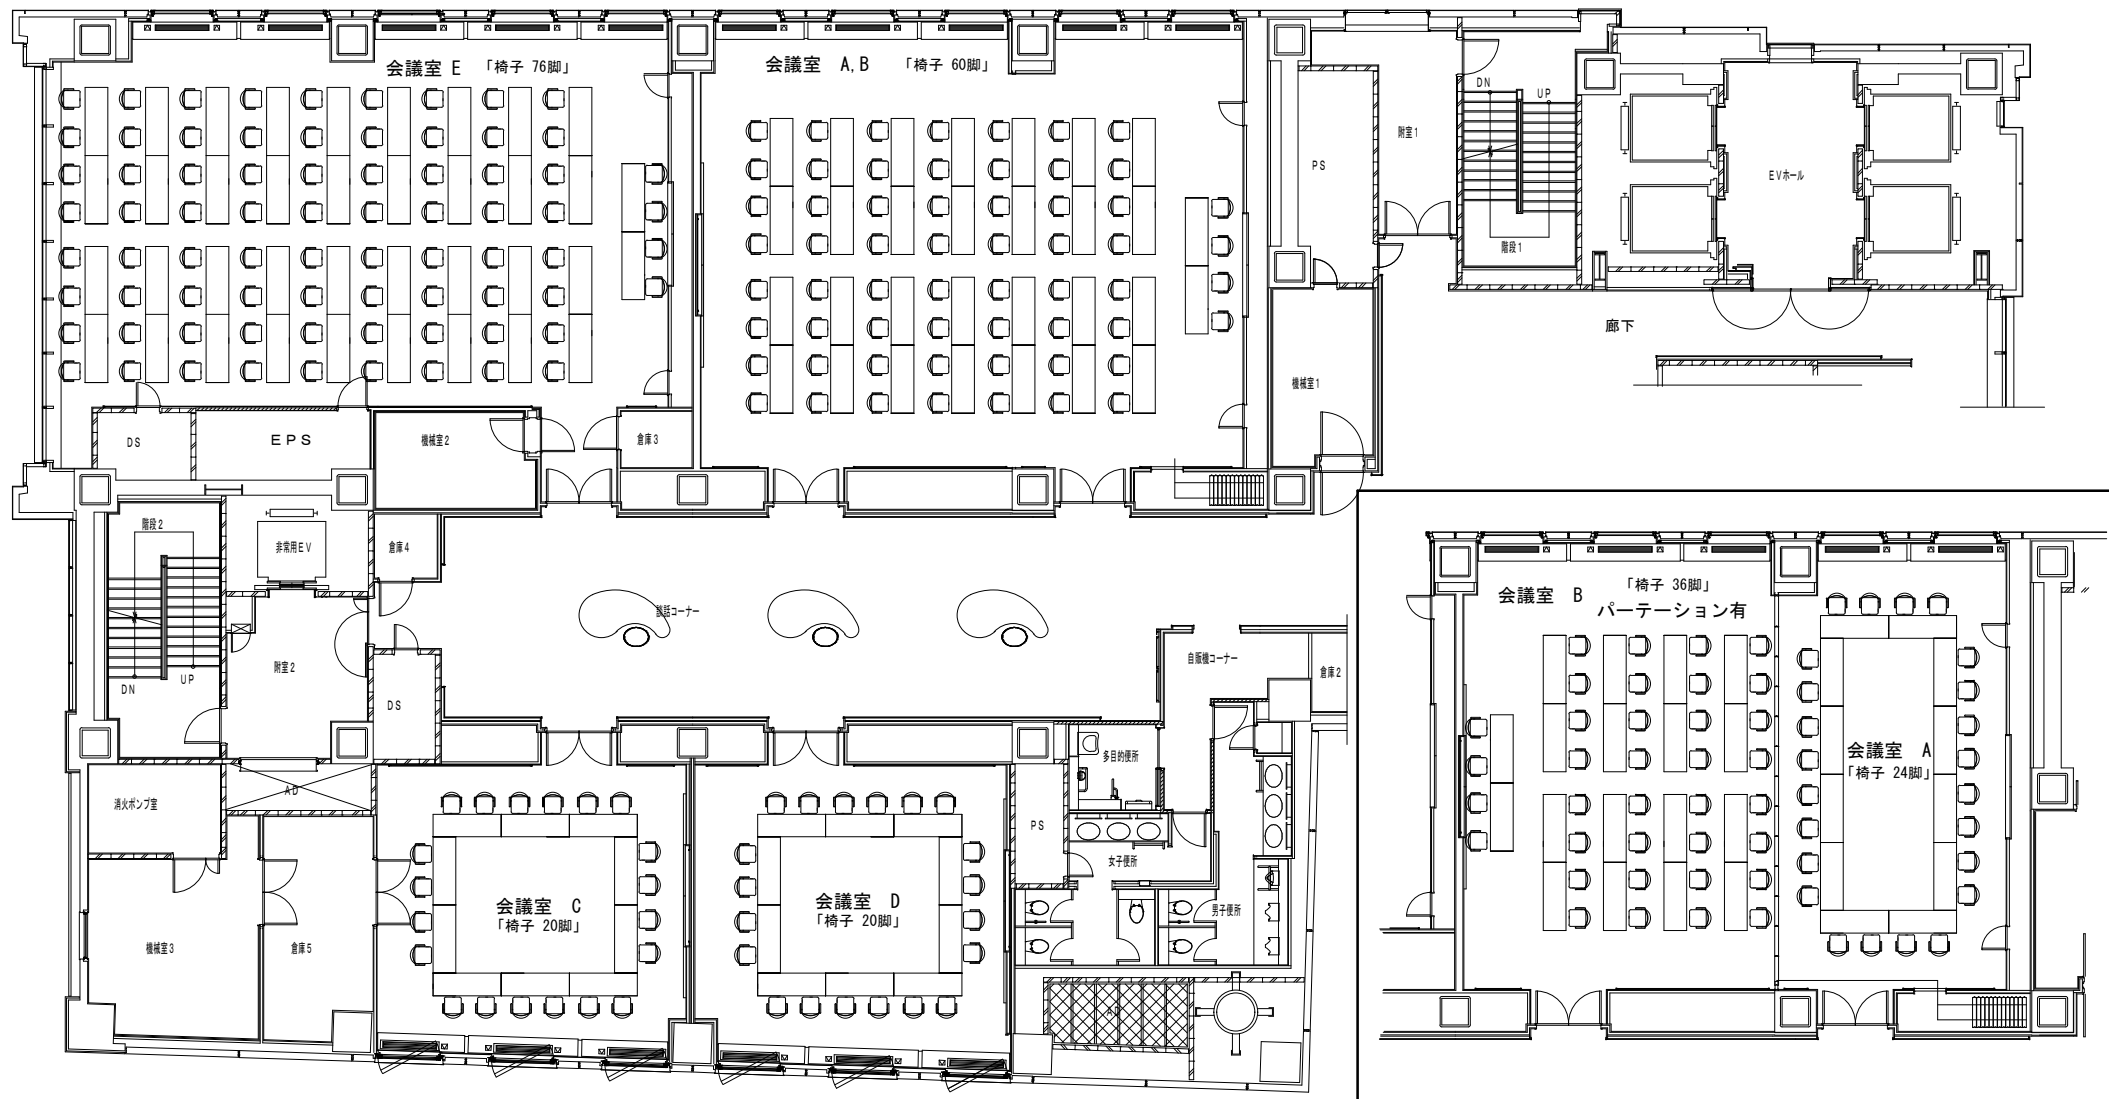 会議室 E 「椅子 76脚」
会議室 A,B 「椅子 60脚」
DN
UP
附室1
PS
EVホール
階段1
廊下
機械室1
DS
EPS
機械室2
倉庫3
階段2
非常用EV
倉庫4
談話コーナー
自販機コーナー
倉庫2
附室2
DN
UP
DS
多目的便所
消火ポンプ室
AD
PS
女子便所
会議室 C
「椅子 20脚」
会議室 D
「椅子 20脚」
男子便所
機械室3
倉庫5
AD
会議室 B
「椅子 36脚」
パーテーション有
会議室 A
「椅子 24脚」